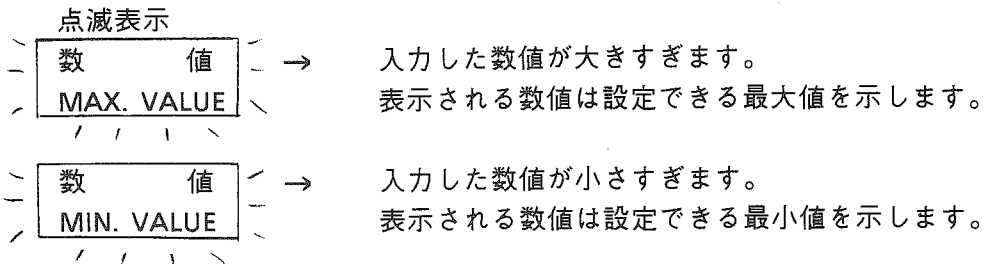 点滅表示
数 値 → 入力した数値が大きすぎます。
MAX. VALUE 表示される数値は設定できる最大値を示します。
数 値 → 入力した数値が小さすぎます。
MIN. VALUE 表示される数値は設定できる最小値を示します。